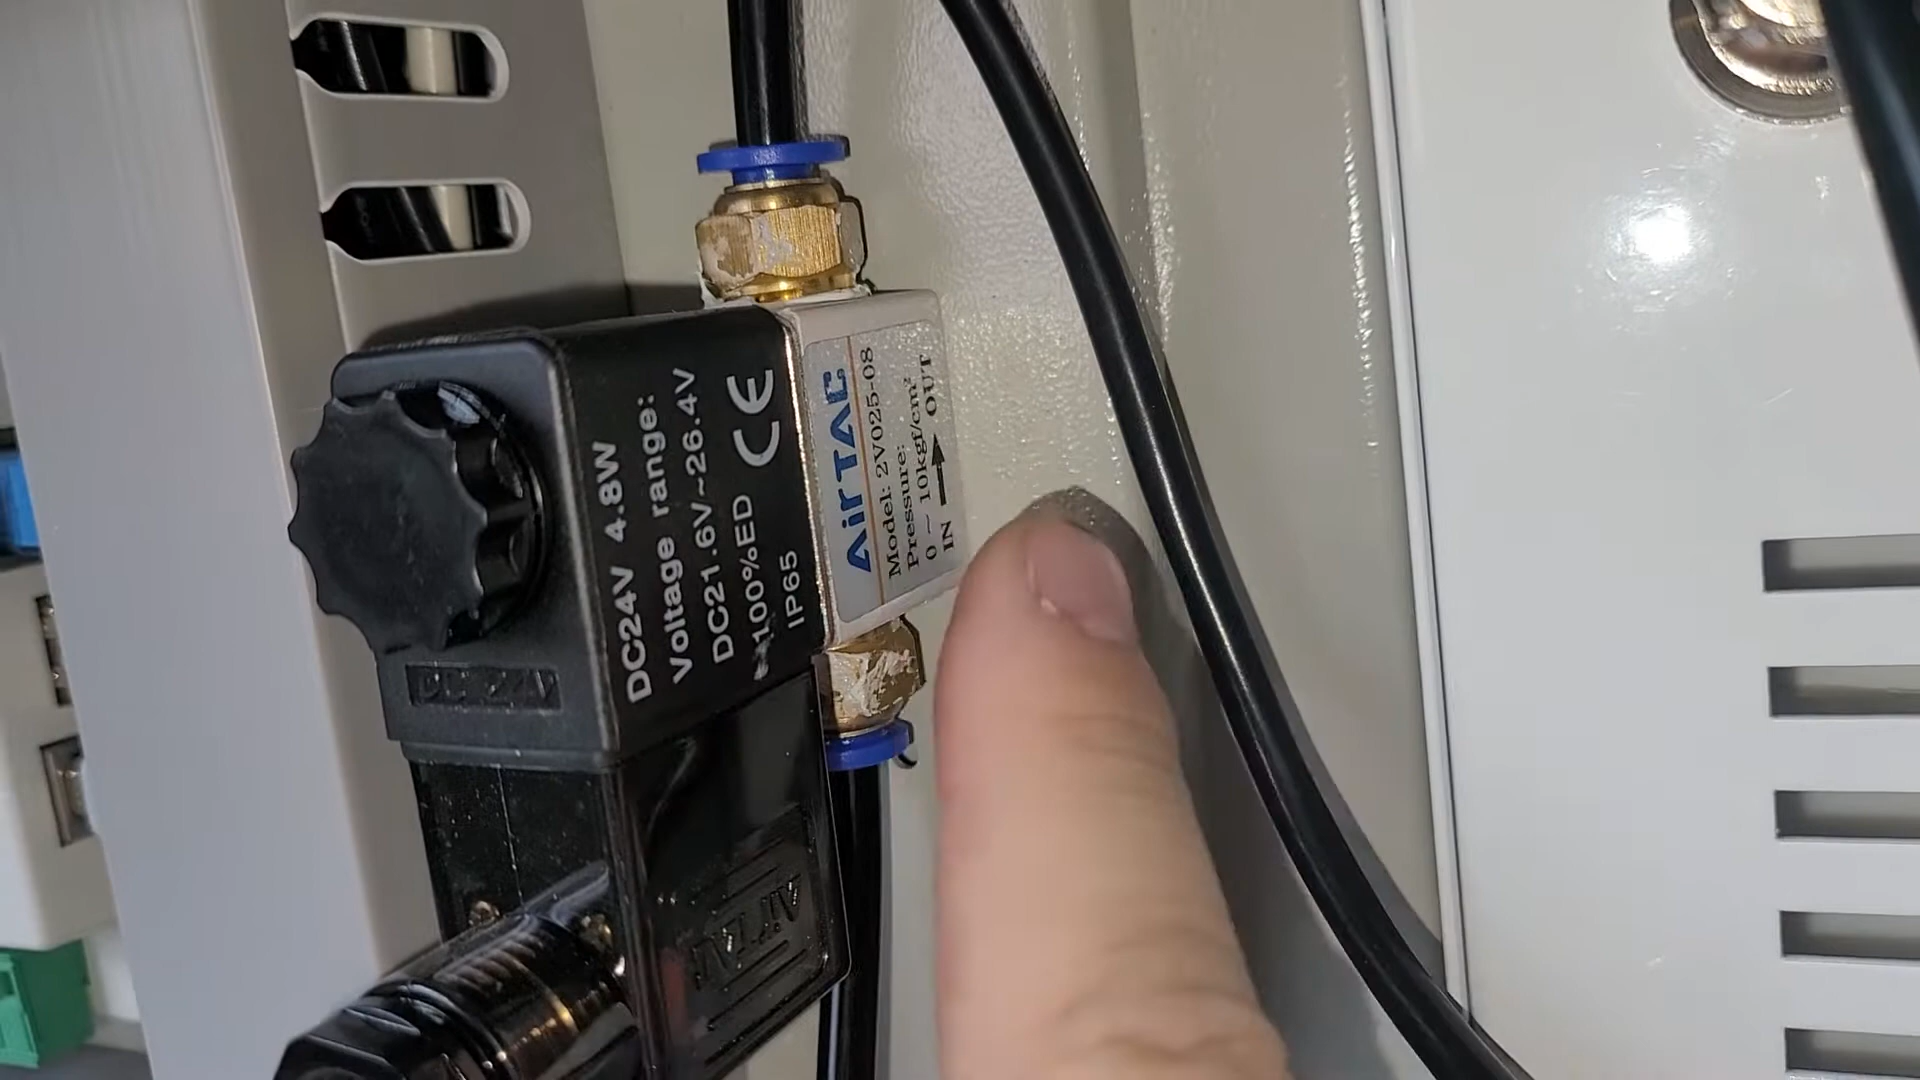 DC24V 4.8W
Voltage range:
DC21.6V~26.4V
100%ED
IP65
CE
AirTAC
Model: 2V025-08
Pressure:
0 ~ 10kgf/cm²
IN → OUT
DC 24V
AirTAC